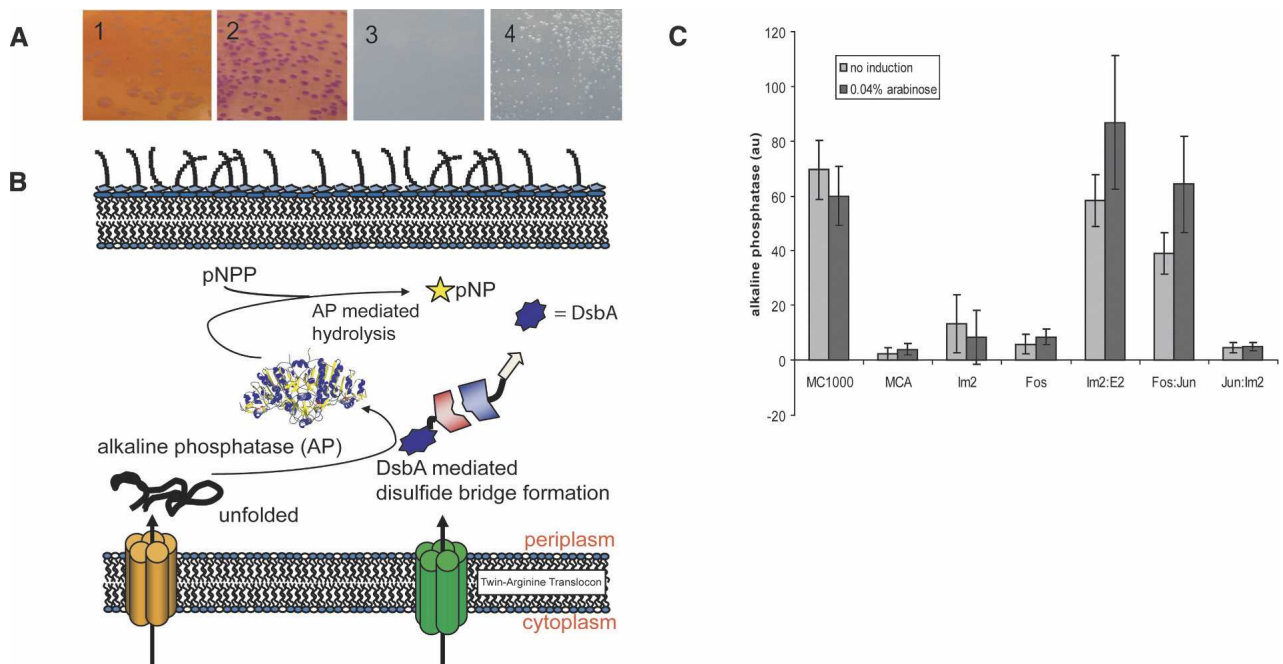 A
1
2
3
4
B
pNPP
pNP
AP mediated
hydrolysis
= DsbA
alkaline phosphatase (AP)
DsbA mediated
disulfide bridge formation
unfolded
periplasm
Twin-Arginine Translocon
cytoplasm
C
alkaline phosphatase (au)
120
100
80
60
40
20
0
-20
no induction
0.04% arabinose
MC1000
MCA
Im2
Fos
Im2:E2
Fos:Jun
Jun:Im2